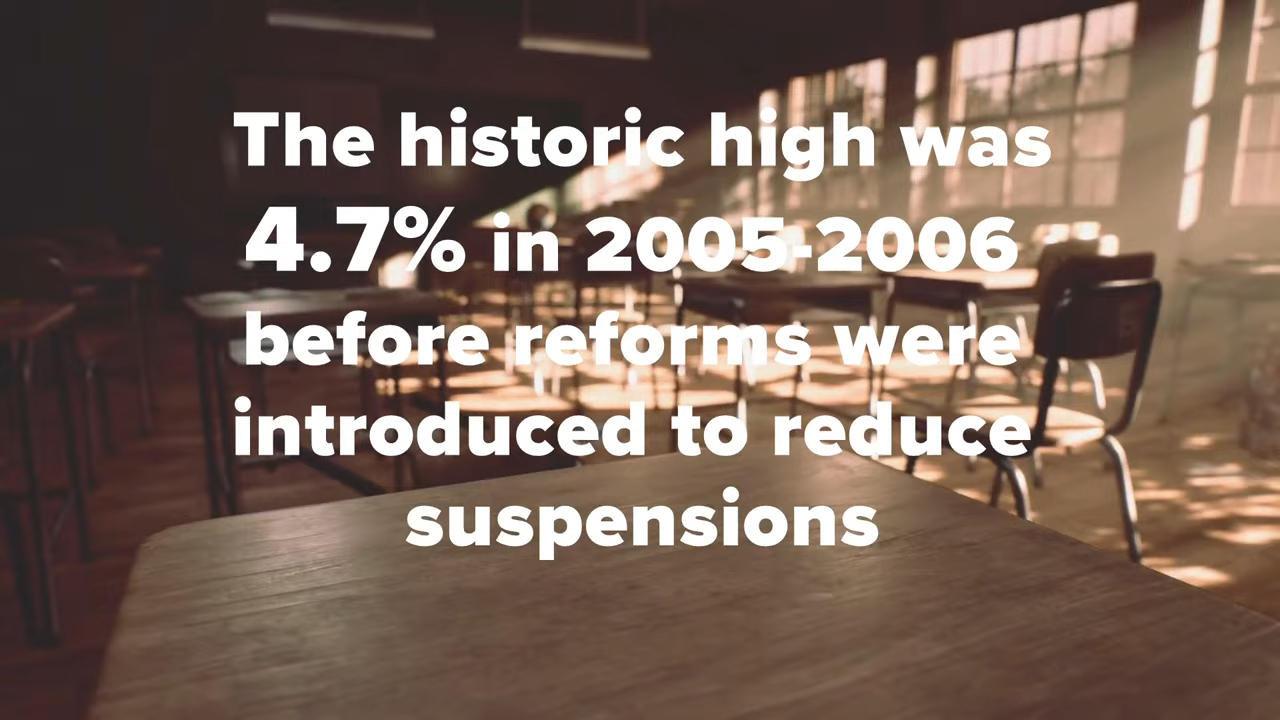 The historic high was
4.7% in 2005-2006
before reforms were
introduced to reduce
suspensions